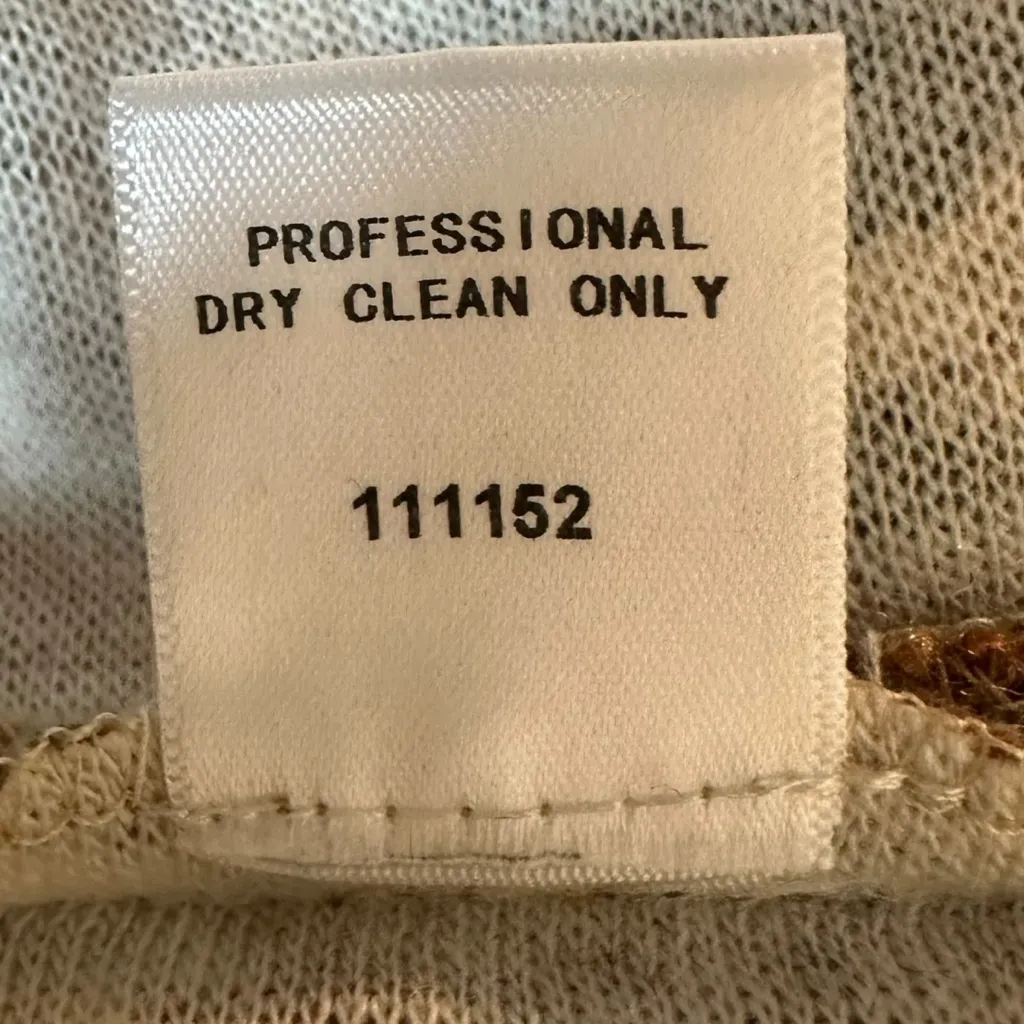 PROFESSIONAL
DRY CLEAN ONLY
111152